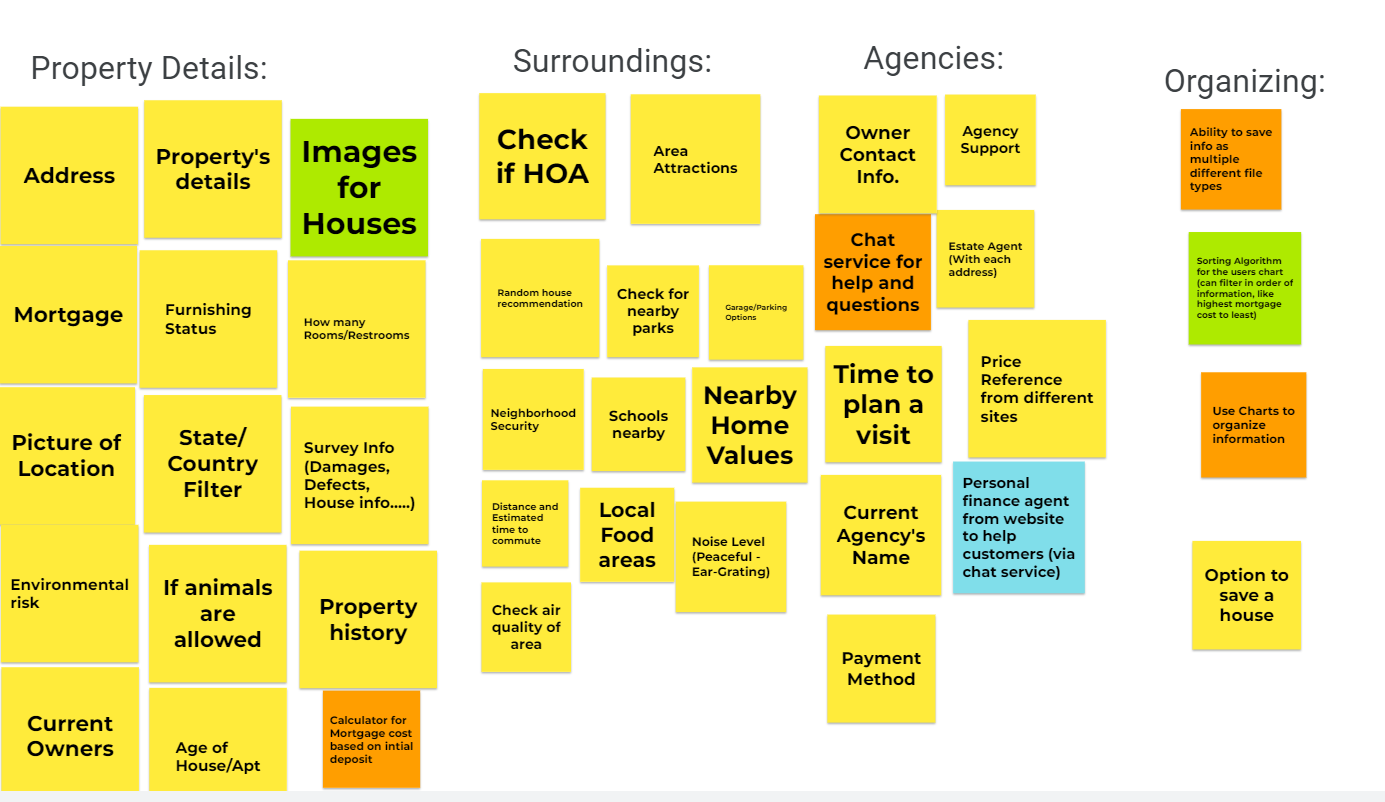 Property Details:
Address
Property's
details
Images
for
Houses
Mortgage
Furnishing
Status
How many
Rooms/Restrooms
Picture of
Location
State/
Country
Filter
Survey Info
(Damages,
Defects,
House info.....)
Environmental
risk
If animals
are
allowed
Property
history
Current
Owners
Age of
House/Apt
Calculator for
Mortgage cost
based on intial
deposit
Surroundings:
Check
if HOA
Area
Attractions
Random house
recommendation
Check for
nearby
parks
Garage/Parking
Options
Neighborhood
Security
Schools
nearby
Nearby
Home
Values
Distance and
Estimated
time to
commute
Local
Food
areas
Noise Level
(Peaceful -
Ear-Grating)
Check air
quality of
area
Agencies:
Owner
Contact
Info.
Agency
Support
Chat
service for
help and
questions
Estate Agent
(With each
address)
Time to
plan a
visit
Price
Reference
from different
sites
Current
Agency's
Name
Personal
finance agent
from website
to help
customers (via
chat service)
Payment
Method
Organizing:
Ability to save
info as
multiple
different file
types
Sorting Algorithm
for the users chart
(can filter in order of
information, like
highest mortgage
cost to least)
Use Charts to
organize
information
Option to
save a
house